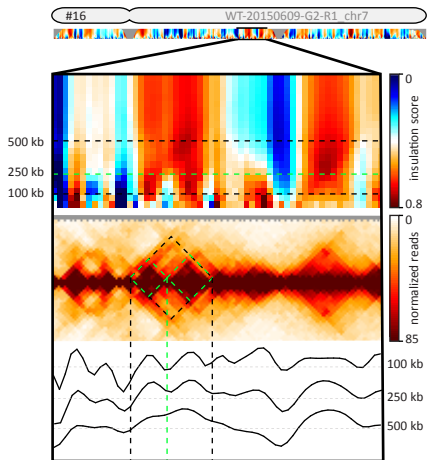 #16
WT-20150609-G2-R1_chr7
500 kb
250 kb
100 kb
0
insulation score
0.8
0
normalized reads
85
100 kb
250 kb
500 kb